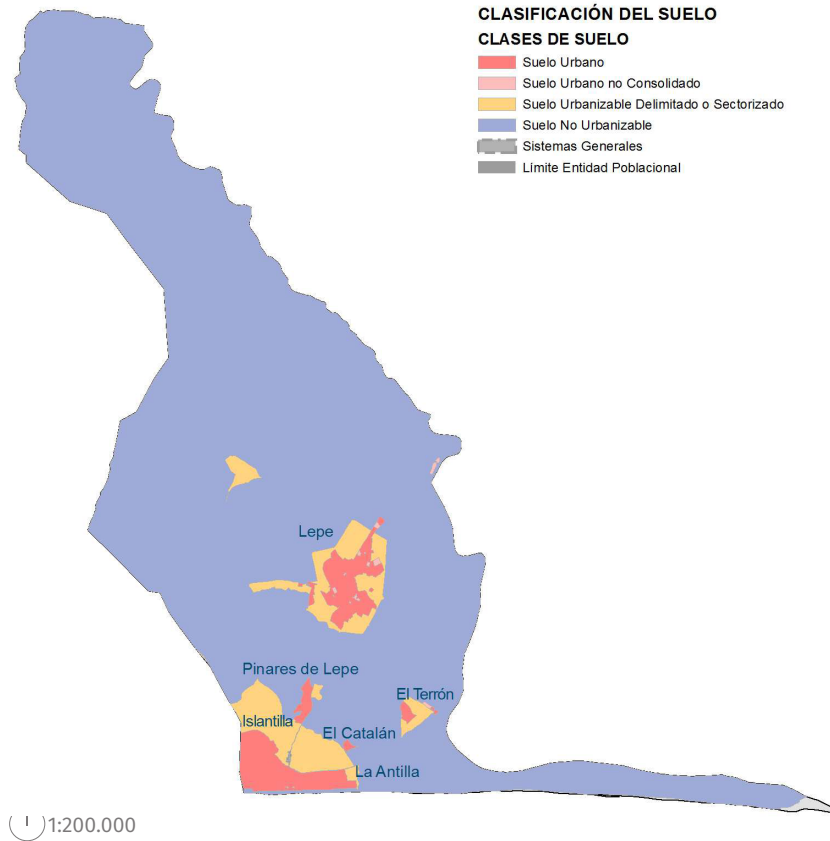 CLASIFICACIÓN DEL SUELO
CLASES DE SUELO
Suelo Urbano
Suelo Urbano no Consolidado
Suelo Urbanizable Delimitado o Sectorizado
Suelo No Urbanizable
Sistemas Generales
Límite Entidad Poblacional
Lepe
Pinares de Lepe
El Terrón
Islantilla
El Catalán
La Antilla
1:200.000